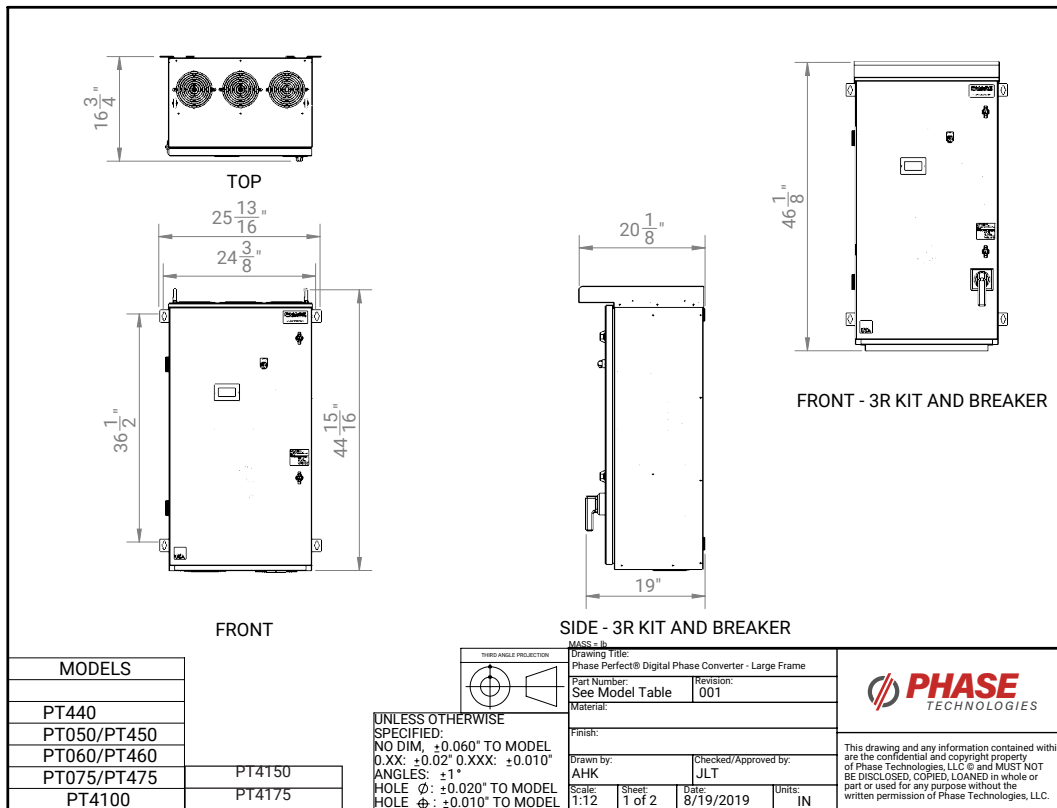 16 3/4"
TOP
25 13/16"
24 3/8"
36 1/2"
44 15/16"
PHASE
USA
FRONT
20 1/8"
19"
SIDE - 3R KIT AND BREAKER
46 1/8"
PHASE
USA
FRONT - 3R KIT AND BREAKER
MODELS
PT440
PT050/PT450
PT060/PT460
PT075/PT475
PT4100
PT4150
PT4175
THIRD ANGLE PROJECTION
UNLESS OTHERWISE
SPECIFIED:
NO DIM, ±0.060" TO MODEL
0.XX: ±0.02" 0.XXX: ±0.010"
ANGLES: ±1°
HOLE Ø: ±0.020" TO MODEL
HOLE ⌖: ±0.010" TO MODEL
MASS = lb
Drawing Title:
Phase Perfect® Digital Phase Converter - Large Frame
Part Number:
See Model Table
Revision:
001
Material:
Finish:
Drawn by:
AHK
Checked/Approved by:
JLT
Scale:
1:12
Sheet:
1 of 2
Date:
8/19/2019
Units:
IN
PHASE
TECHNOLOGIES
This drawing and any information contained withi
are the confidential and copyright property
of Phase Technologies, LLC © and MUST NOT
BE DISCLOSED, COPIED, LOANED in whole or
part or used for any purpose without the
written permission of Phase Technologies, LLC.